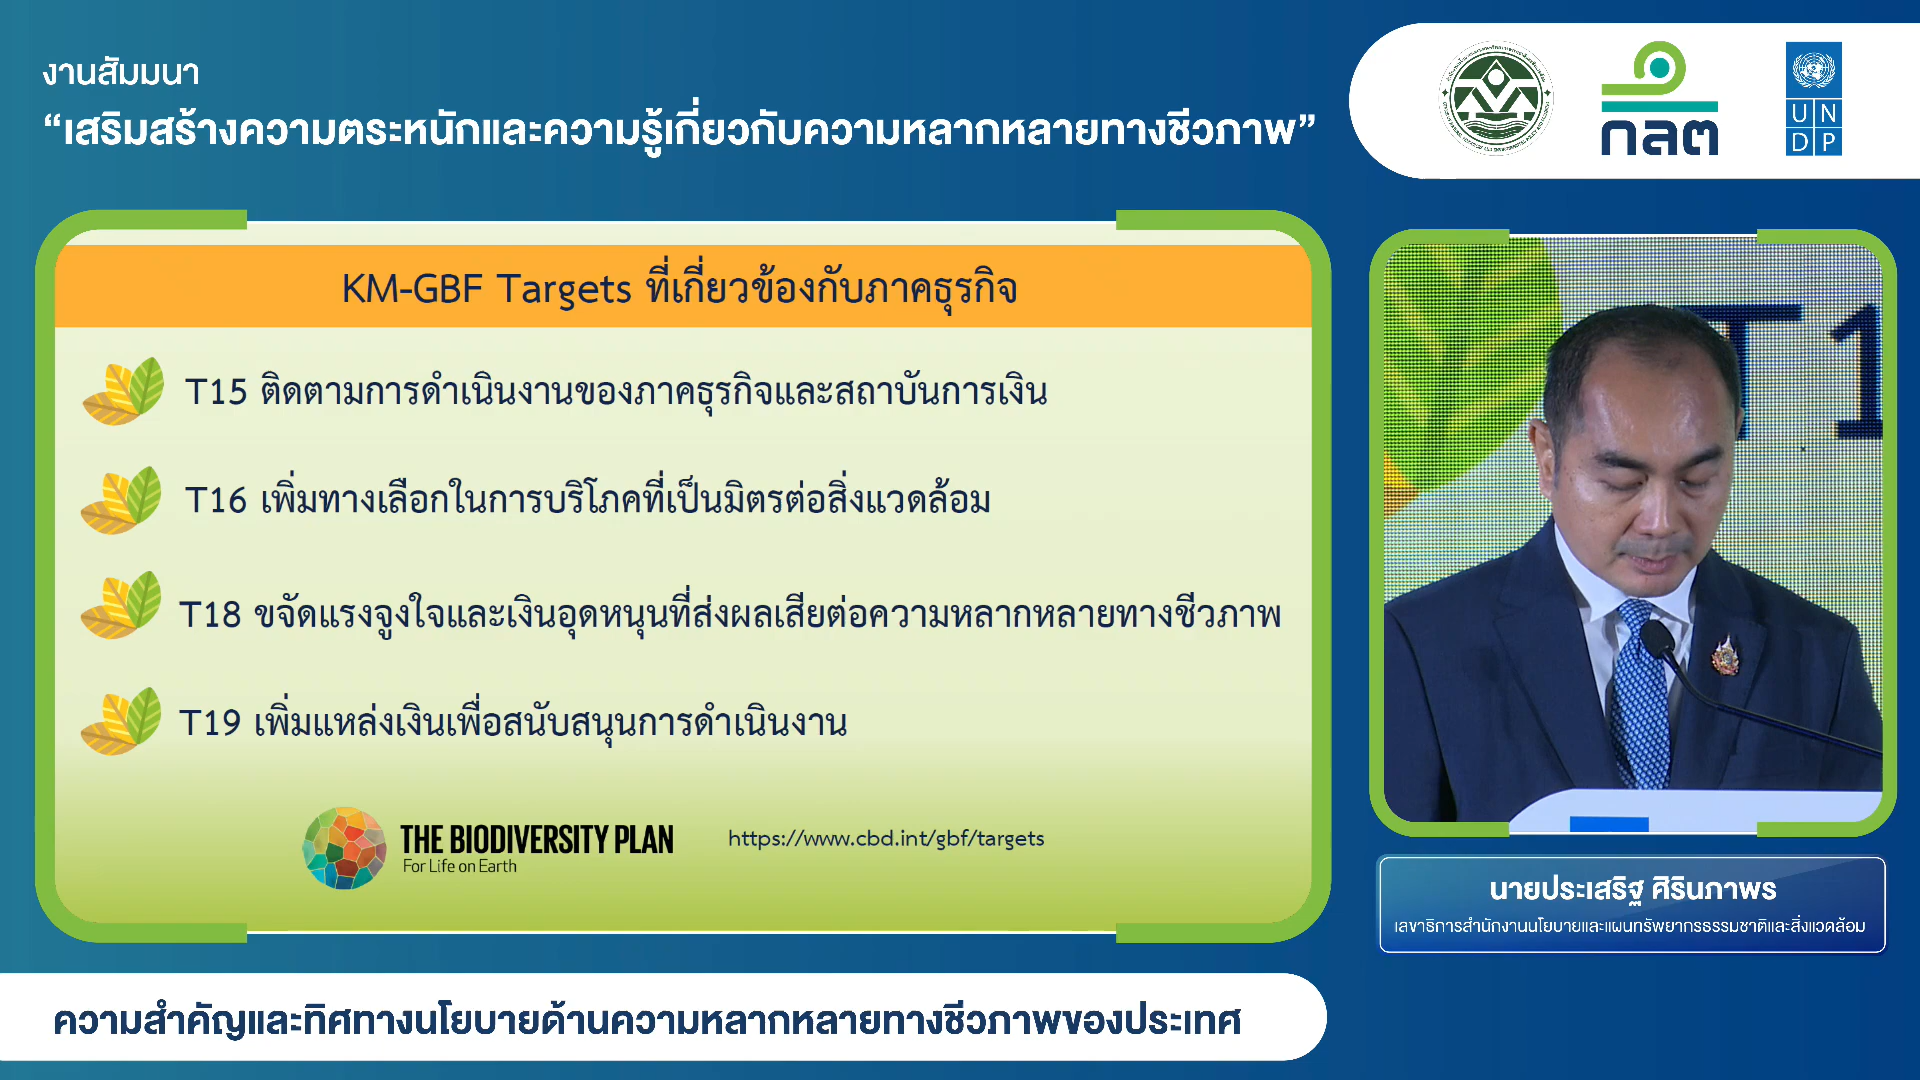 งานสัมมนา
“เสริมสร้างความตระหนักและความรู้เกี่ยวกับความหลากหลายทางชีวภาพ”
กลต
UN
DP
KM-GBF Targets ที่เกี่ยวข้องกับภาคธุรกิจ
T15 ติดตามการดำเนินงานของภาคธุรกิจและสถาบันการเงิน
T16 เพิ่มทางเลือกในการบริโภคที่เป็นมิตรต่อสิ่งแวดล้อม
T18 ขจัดแรงจูงใจและเงินอุดหนุนที่ส่งผลเสียต่อความหลากหลายทางชีวภาพ
T19 เพิ่มแหล่งเงินเพื่อสนับสนุนการดำเนินงาน
THE BIODIVERSITY PLAN
For Life on Earth
https://www.cbd.int/gbf/targets
T1
นายประเสริฐ ศิรินภาพร
เลขาธิการสำนักงานนโยบายและแผนทรัพยากรธรรมชาติและสิ่งแวดล้อม
ความสำคัญและทิศทางนโยบายด้านความหลากหลายทางชีวภาพของประเทศ